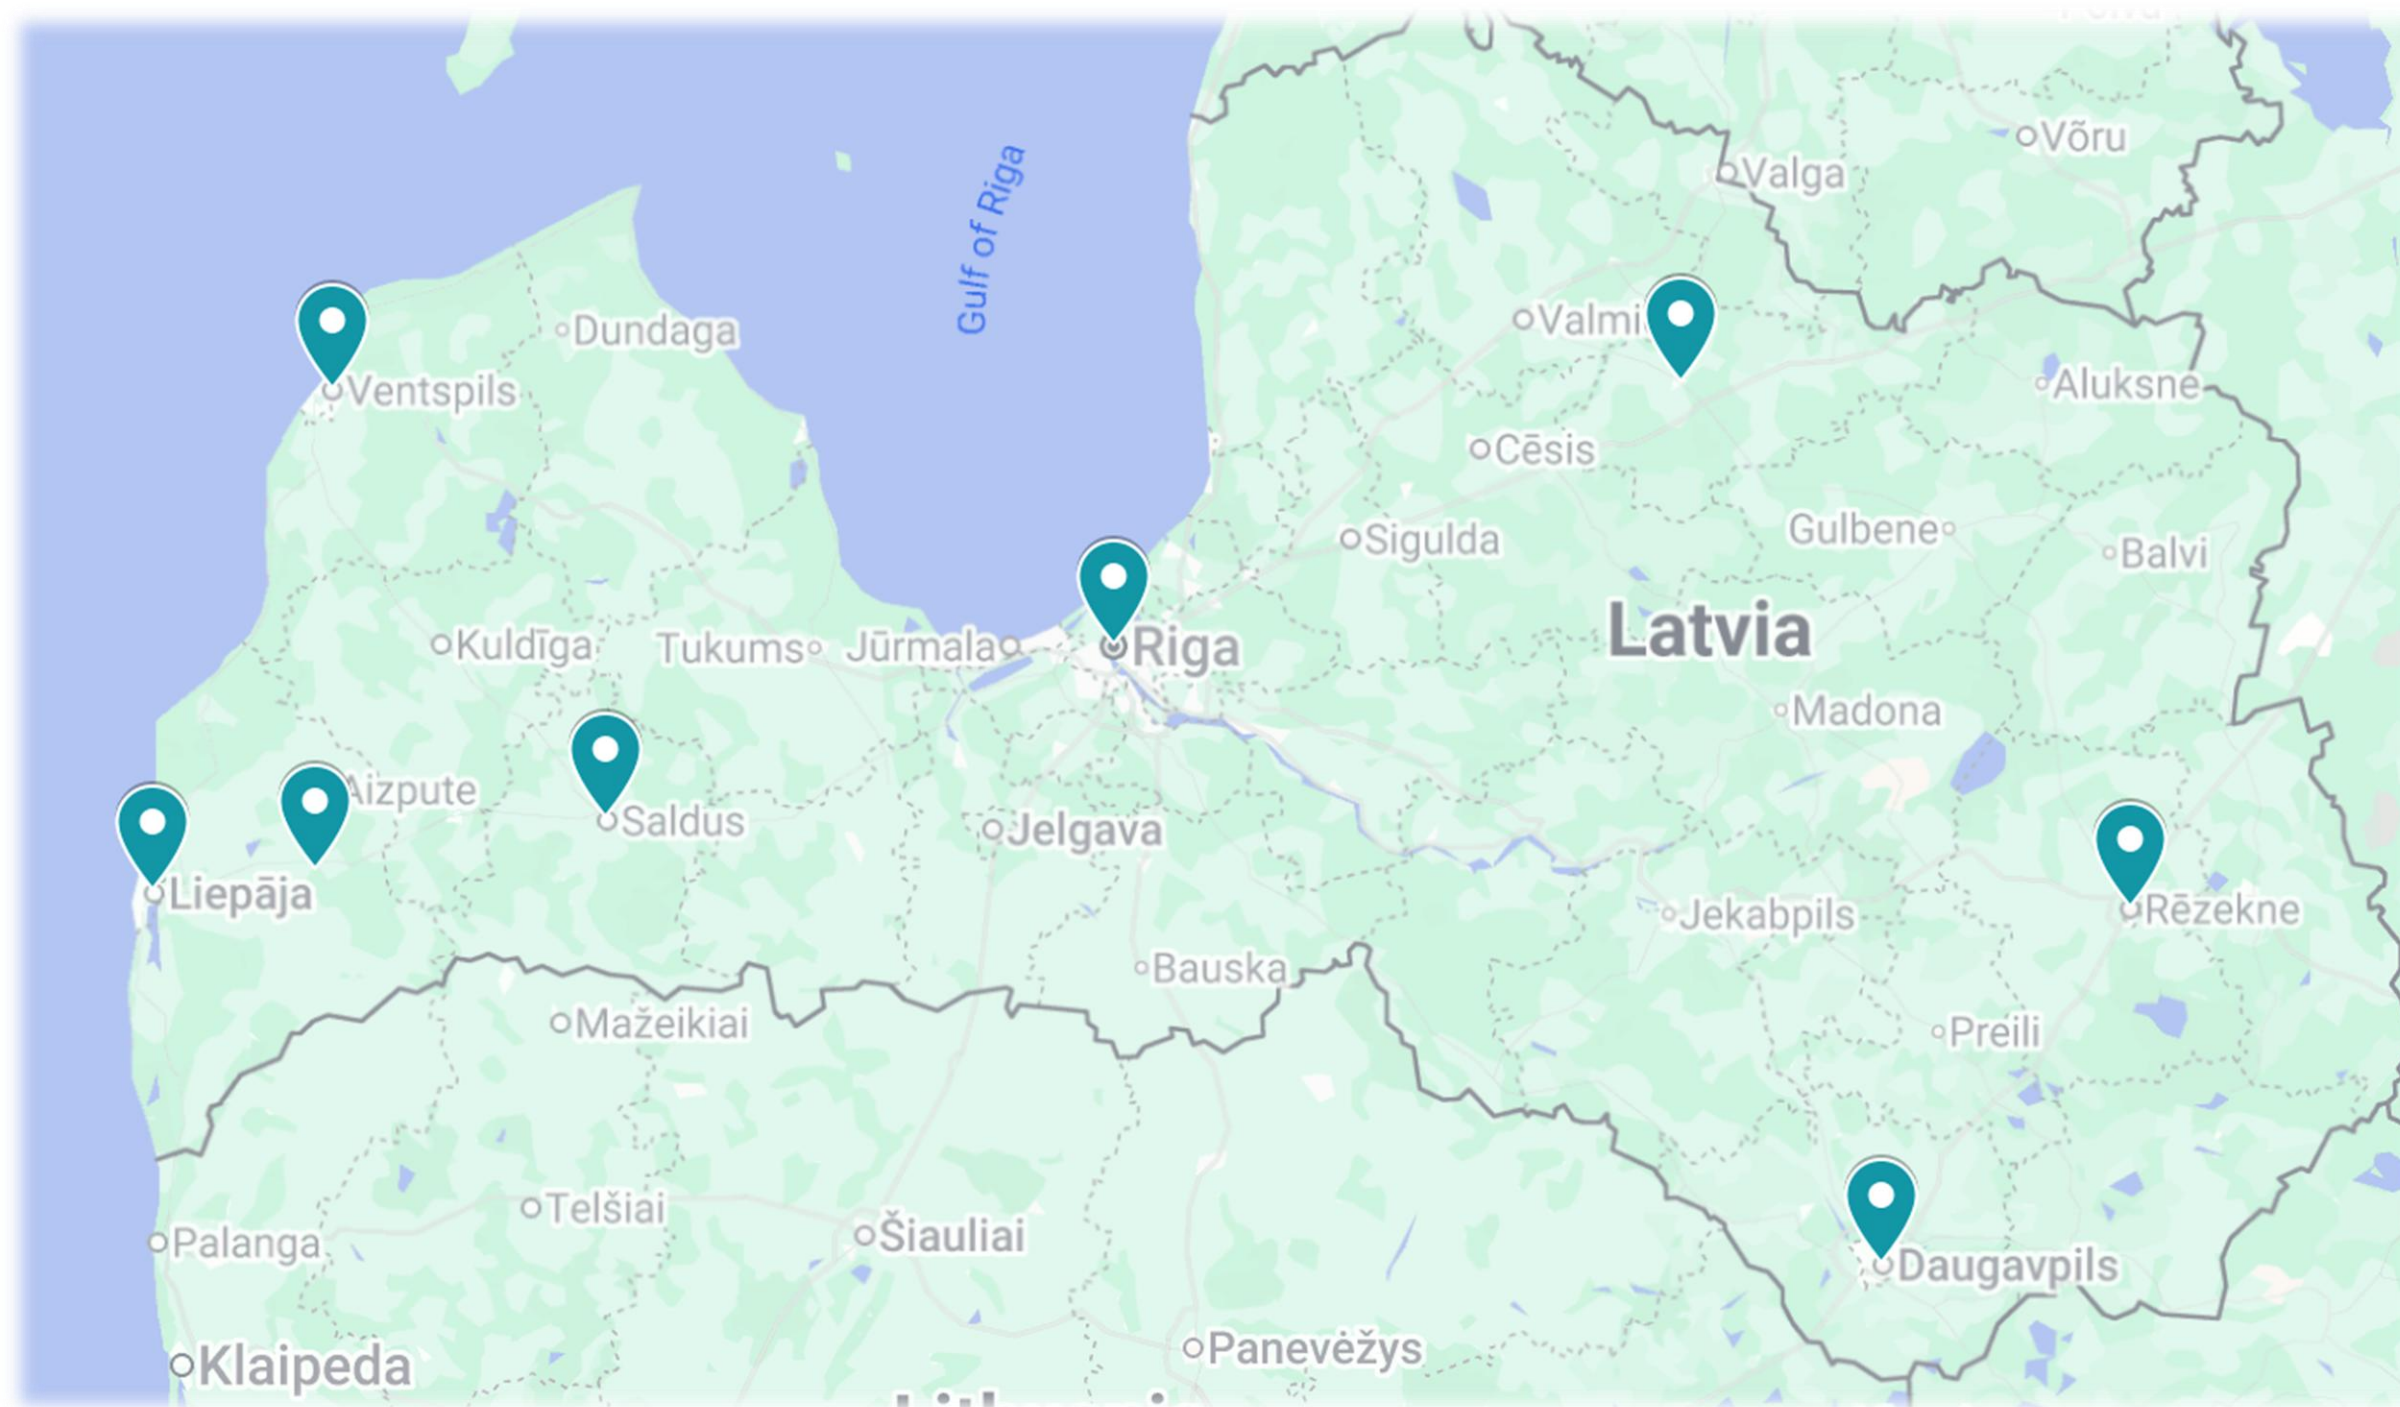 Gulf of Riga
Võru
Valga
Dundaga
Valmi
Ventspils
Aluksne
Cēsis
Gulbene
Sigulda
Balvi
Latvia
Kuldīga
Tukums
Jūrmala
Riga
Madona
Aizpute
Saldus
Jelgava
Liepāja
Jekabpils
Rēzekne
Bauska
Mažeikiai
Preili
Telšiai
Šiauliai
Palanga
Daugavpils
Panevėžys
Klaipeda